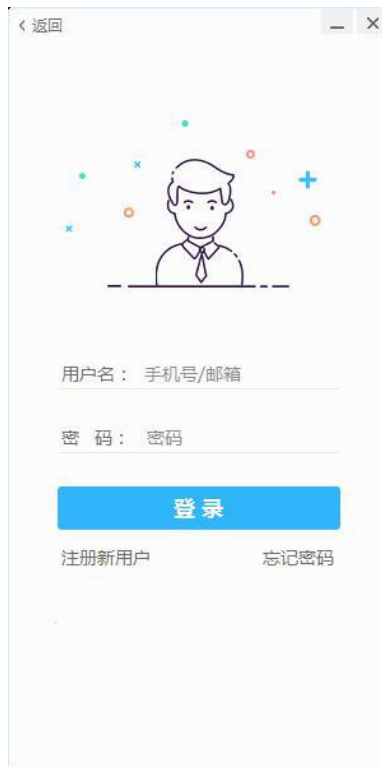 返回
用户名： 手机号/邮箱
密 码： 密码
登录
注册新用户 忘记密码